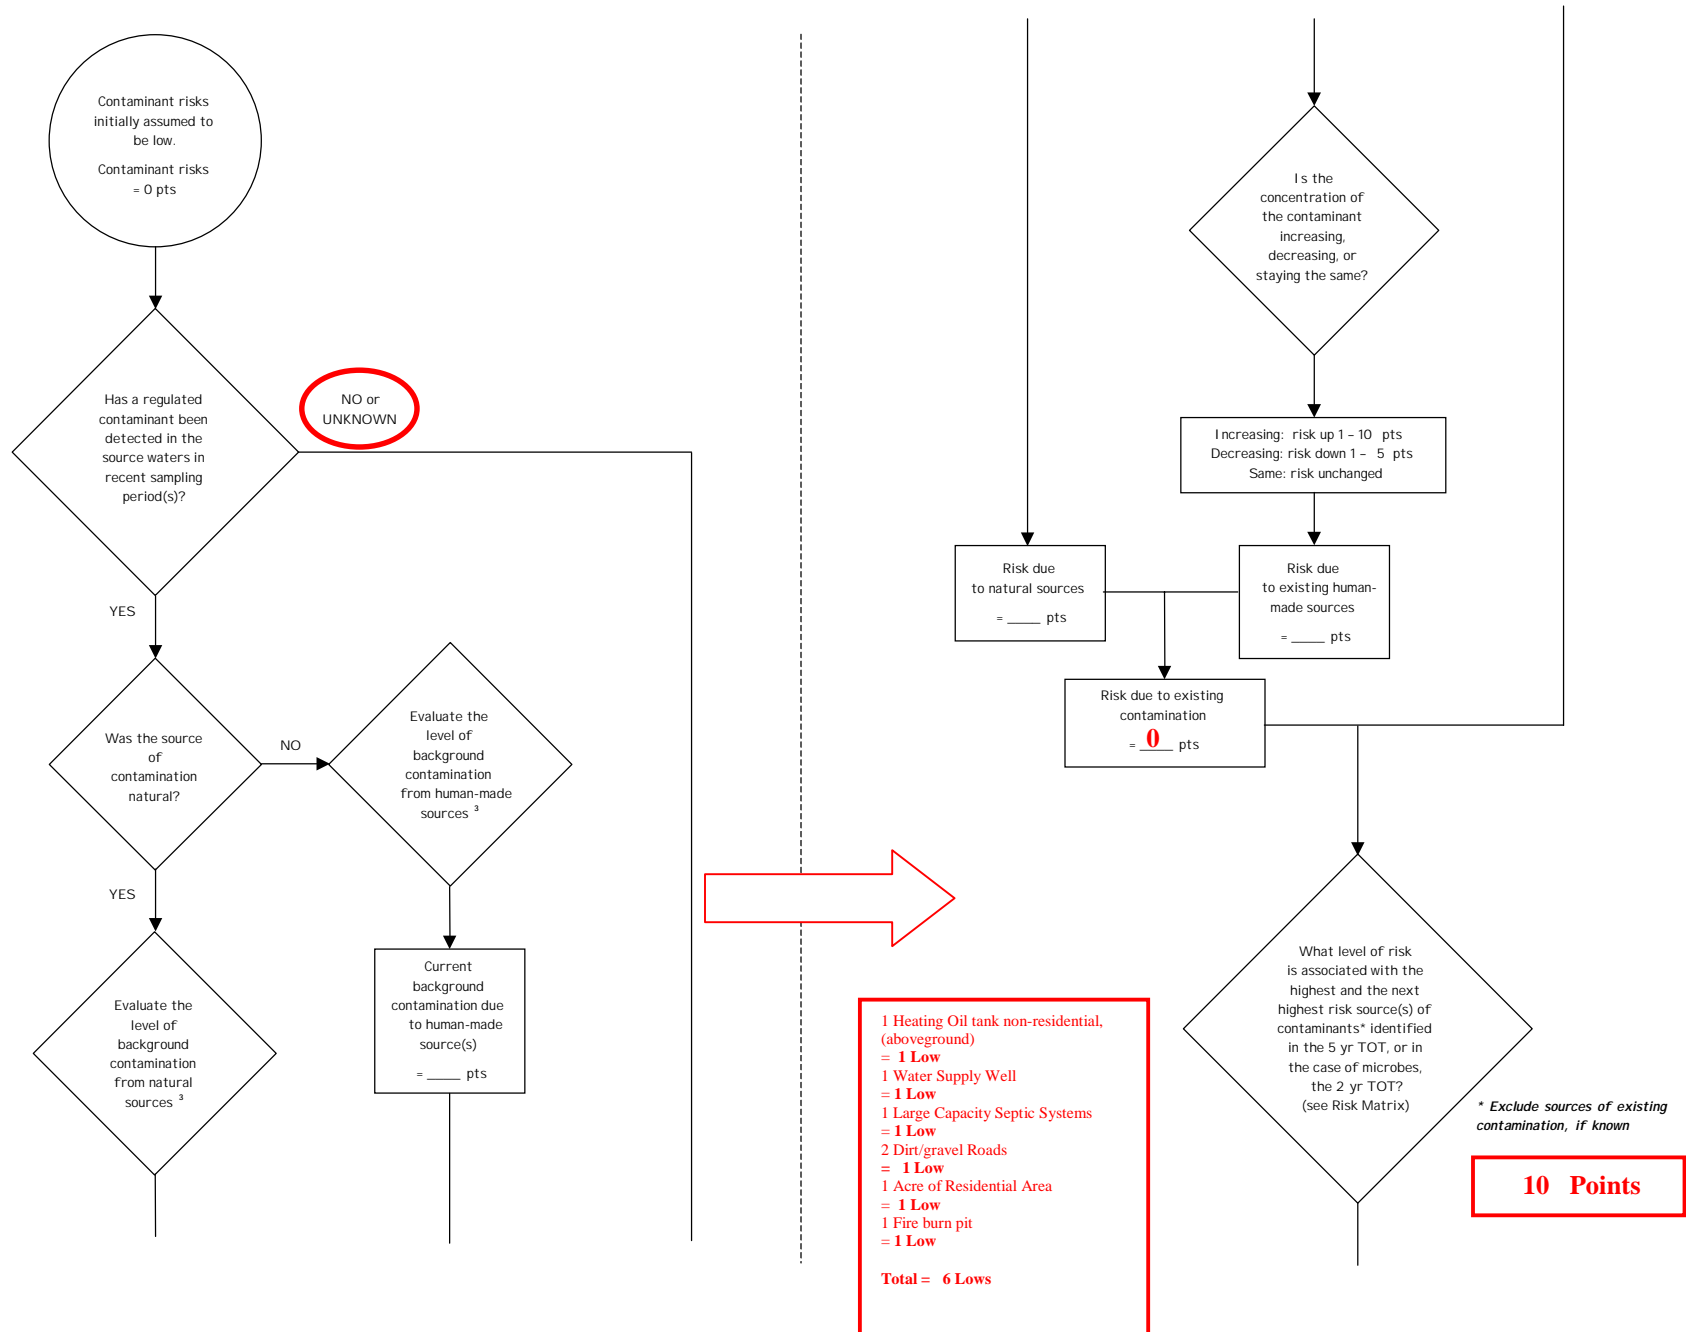 Contaminant risks
initially assumed to
be low.
Contaminant risks
= 0 pts
Has a regulated
contaminant been
detected in the
source waters in
recent sampling
period(s)?
NO or
UNKNOWN
YES
Was the source
of
contamination
natural?
NO
Evaluate the
level of
background
contamination
from human-made
sources ³
YES
Evaluate the
level of
background
contamination
from natural
sources ³
Current
background
contamination due
to human-made
source(s)
= ____ pts
Is the
concentration of
the contaminant
increasing,
decreasing, or
staying the same?
Increasing: risk up 1 – 10 pts
Decreasing: risk down 1 – 5 pts
Same: risk unchanged
Risk due
to natural sources
= ____ pts
Risk due
to existing human-
made sources
= ____ pts
Risk due to existing
contamination
= 0 pts
What level of risk
is associated with the
highest and the next
highest risk source(s) of
contaminants* identified
in the 5 yr TOT, or in
the case of microbes,
the 2 yr TOT?
(see Risk Matrix)
* Exclude sources of existing
contamination, if known
10 Points
1 Heating Oil tank non-residential,
(aboveground)
= 1 Low
1 Water Supply Well
= 1 Low
1 Large Capacity Septic Systems
= 1 Low
2 Dirt/gravel Roads
= 1 Low
1 Acre of Residential Area
= 1 Low
1 Fire burn pit
= 1 Low
Total = 6 Lows